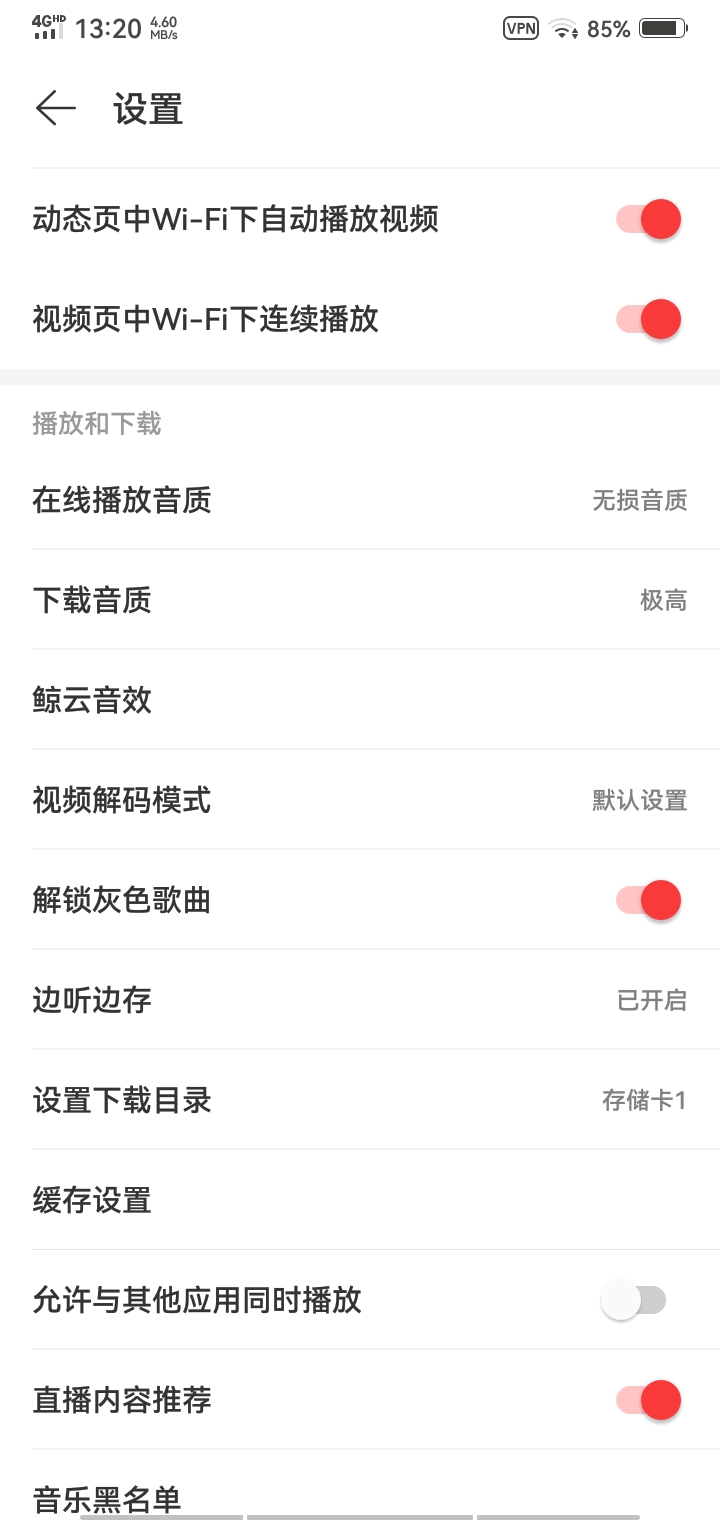 4GHD 13:20 4.60 MB/s VPN 85%
设置
动态页中Wi-Fi下自动播放视频
视频页中Wi-Fi下连续播放
播放和下载
在线播放音质 无损音质
下载音质 极高
鲸云音效
视频解码模式 默认设置
解锁灰色歌曲
边听边存 已开启
设置下载目录 存储卡1
缓存设置
允许与其他应用同时播放
直播内容推荐
音乐黑名单